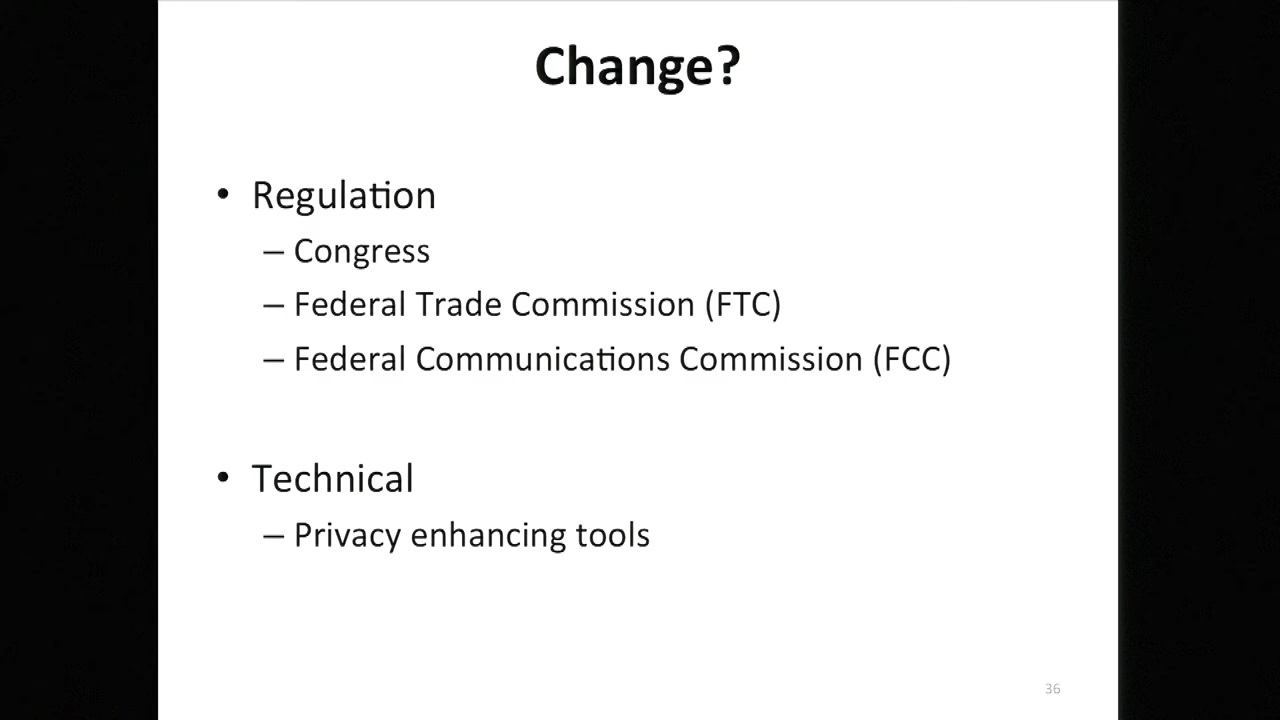 Change?
• Regulation
– Congress
– Federal Trade Commission (FTC)
– Federal Communications Commission (FCC)
• Technical
– Privacy enhancing tools
36